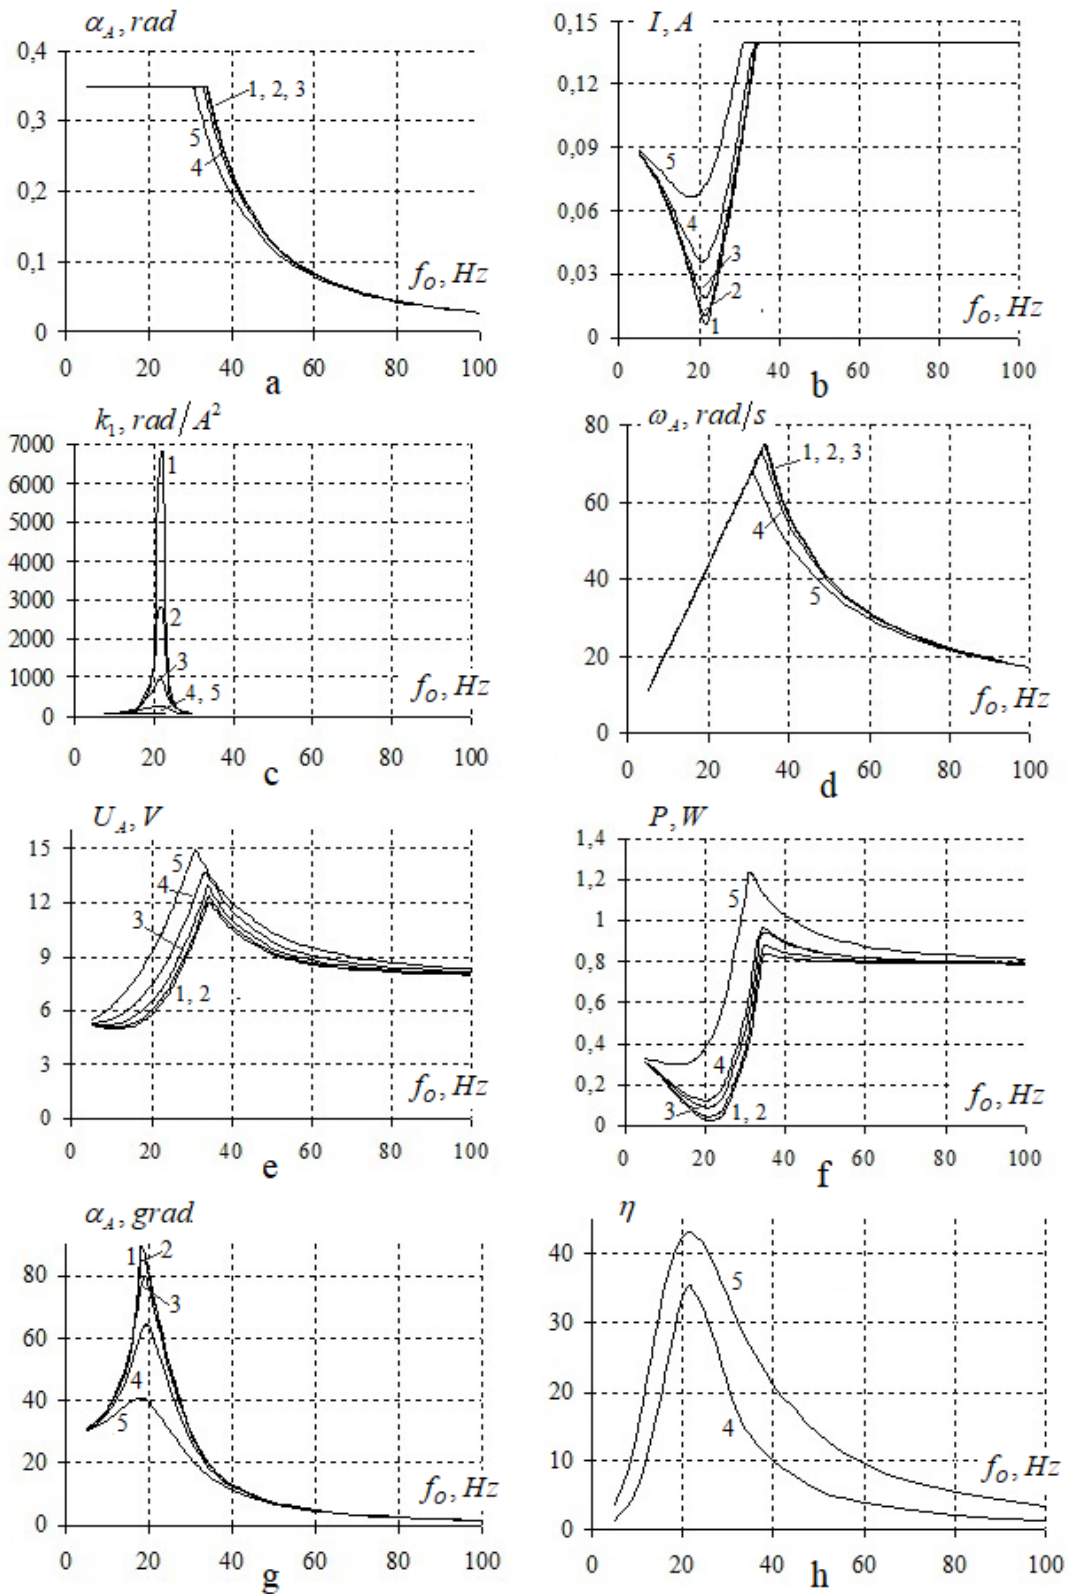 α_A, rad
0,4
0,3
0,2
0,1
0
1, 2, 3
5
4
f_O, Hz
0 20 40 60 80 100
a
I, A
0,15
0,12
0,09
0,06
0,03
0
5
4
3
2
1
f_O, Hz
0 20 40 60 80 100
b
k_1, rad/A^2
7000
6000
5000
4000
3000
2000
1000
0
1
2
3
4, 5
f_O, Hz
0 20 40 60 80 100
c
ω_A, rad/s
80
60
40
20
0
1, 2, 3
4
5
f_O, Hz
0 20 40 60 80 100
d
U_A, V
15
12
9
6
3
0
5
4
3
1, 2
f_O, Hz
0 20 40 60 80 100
e
P, W
1,4
1,2
1
0,8
0,6
0,4
0,2
0
5
4
3
1, 2
f_O, Hz
0 20 40 60 80 100
f
α_A, grad
80
60
40
20
0
1
2
3
4
5
f_O, Hz
0 20 40 60 80 100
g
η
40
30
20
10
0
5
4
f_O, Hz
0 20 40 60 80 100
h